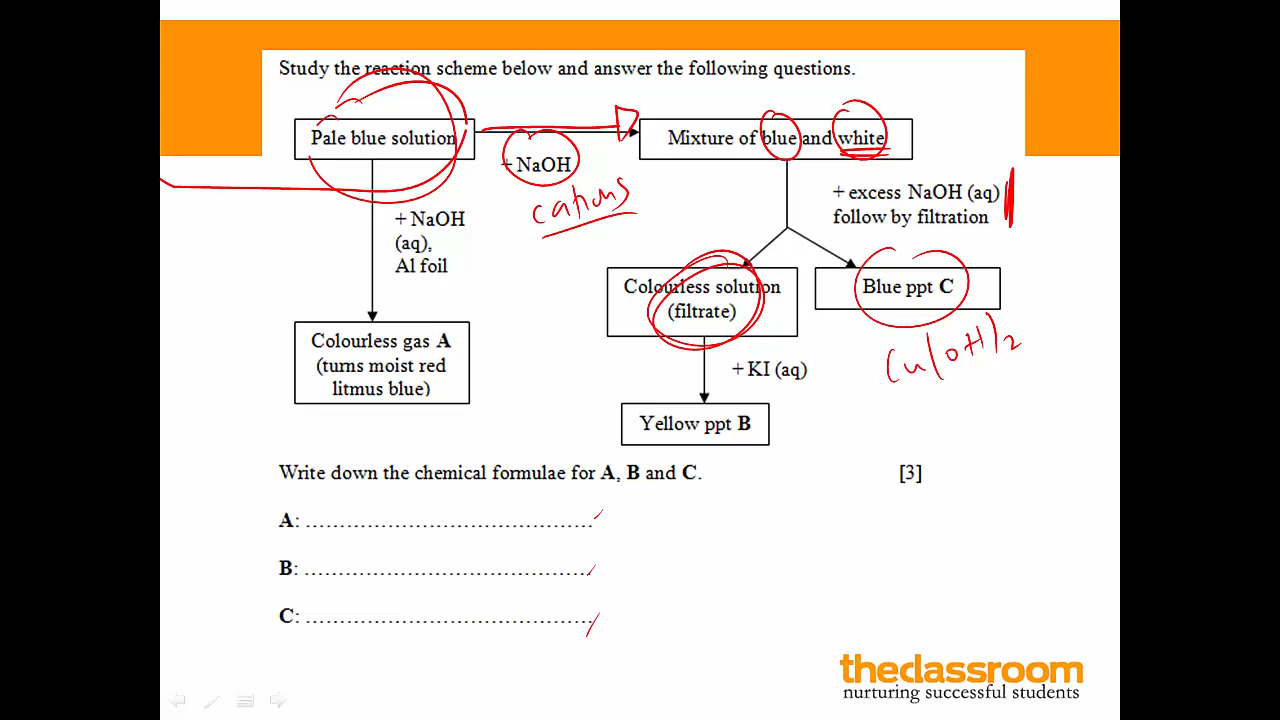 Study the reaction scheme below and answer the following questions.
Pale blue solution
+ NaOH
cations
Mixture of blue and white
+ NaOH
(aq),
Al foil
+ excess NaOH (aq)
follow by filtration
Colourless solution
(filtrate)
Blue ppt C
Cu(OH)2
Colourless gas A
(turns moist red
litmus blue)
+ KI (aq)
Yellow ppt B
Write down the chemical formulae for A, B and C. [3]
A: ..........................................
B: ..........................................
C: ..........................................
theclassroom
nurturing successful students